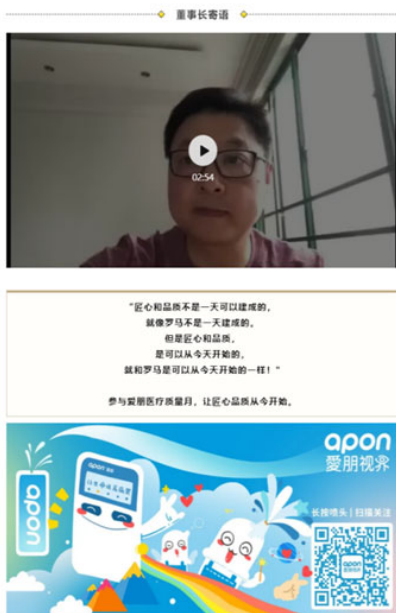 董事长寄语
02:54
“匠心和品质不是一天可以建成的，
就像罗马不是一天建成的，
但是匠心和品质，
是可以从今天开始的，
就和罗马是可以从今天开始的一样！”
参与爱朋医疗质量月，让匠心品质从今开始。
apon
愛朋视界
apon
apon
长按喷头|扫描关注
apon